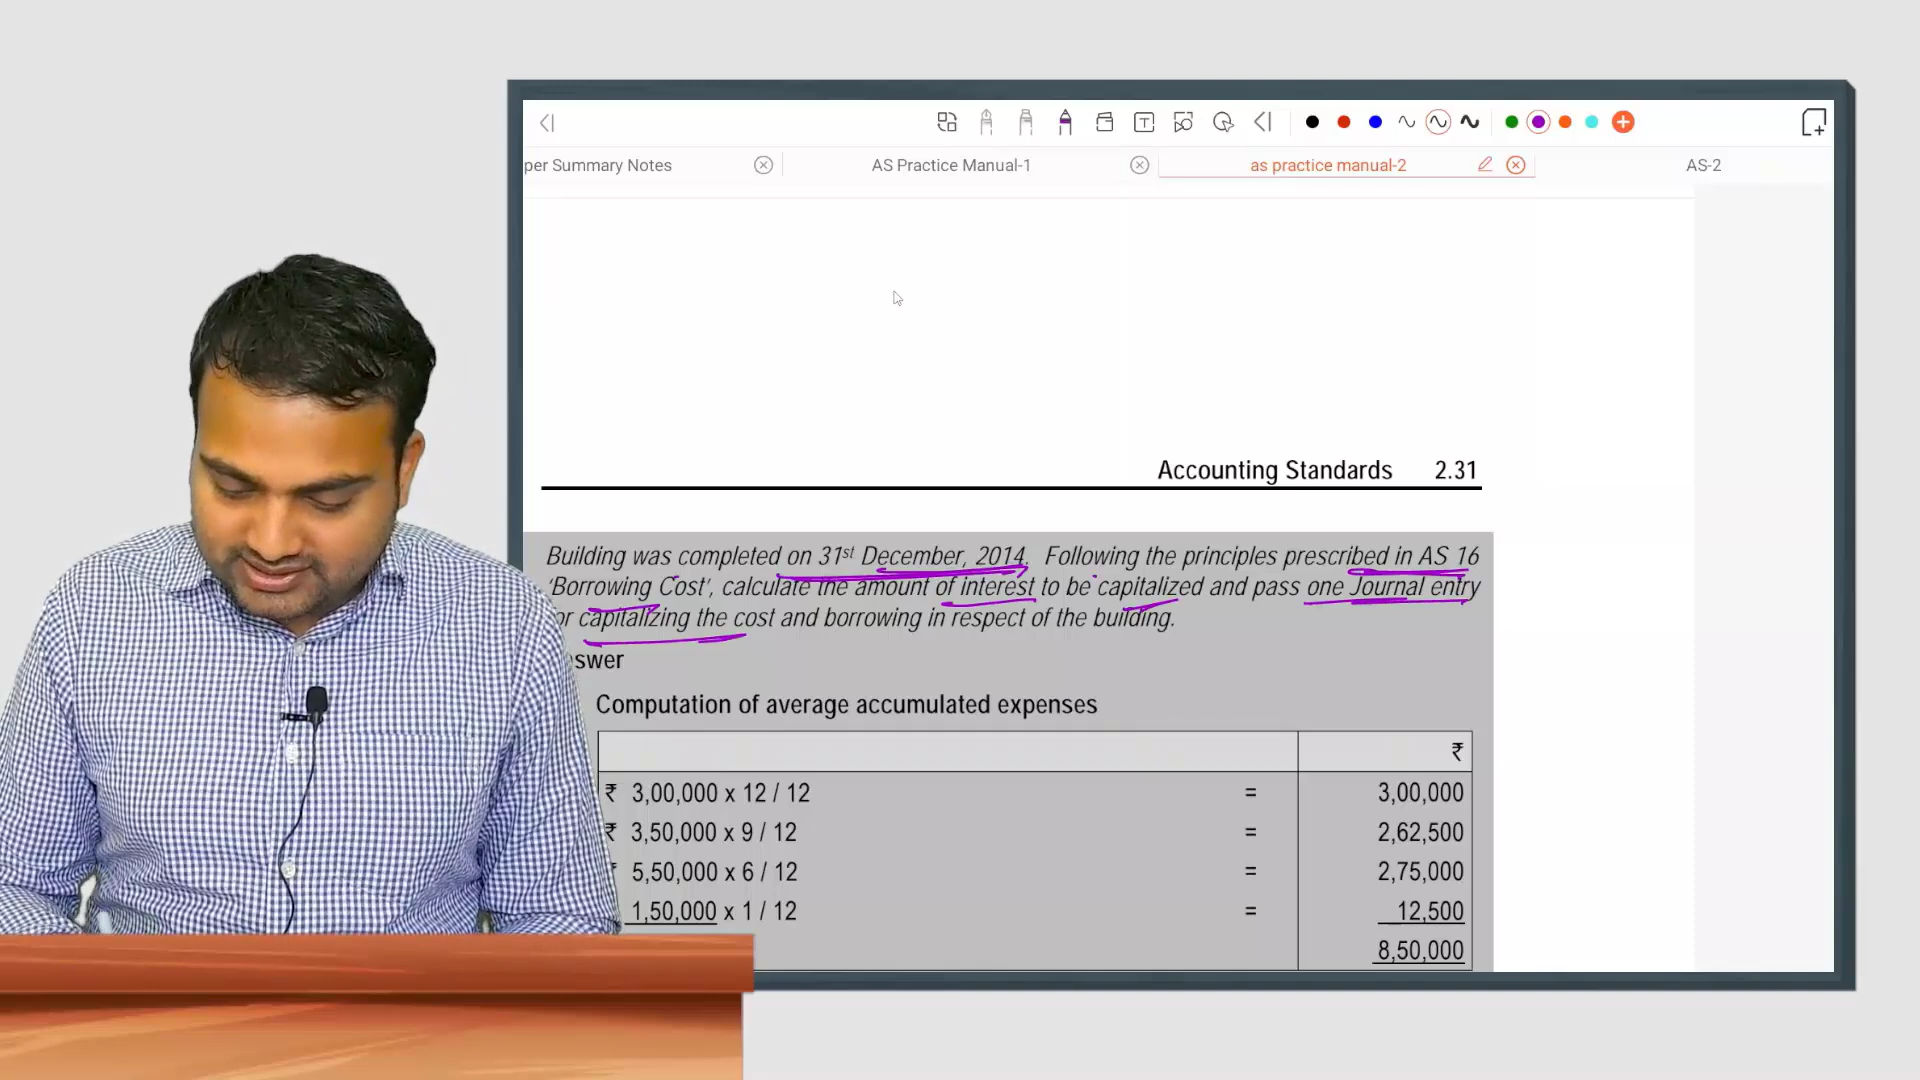 per Summary Notes
AS Practice Manual-1
as practice manual-2
AS-2
Accounting Standards 2.31
Building was completed on 31st December, 2014. Following the principles prescribed in AS 16
‘Borrowing Cost’, calculate the amount of interest to be capitalized and pass one Journal entry
or capitalizing the cost and borrowing in respect of the building.
swer
Computation of average accumulated expenses
₹
₹ 3,00,000 x 12 / 12 = 3,00,000
₹ 3,50,000 x 9 / 12 = 2,62,500
5,50,000 x 6 / 12 = 2,75,000
1,50,000 x 1 / 12 = 12,500
8,50,000